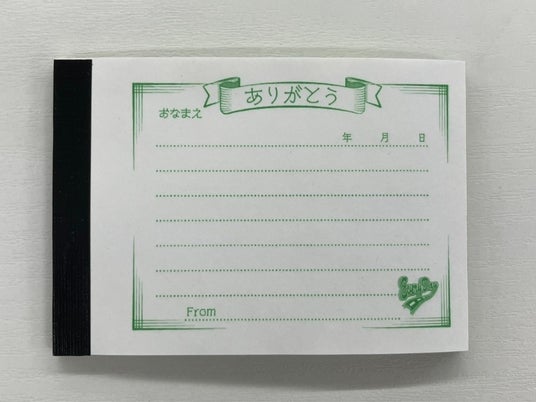 ありがとう
おなまえ
年 月 日
From